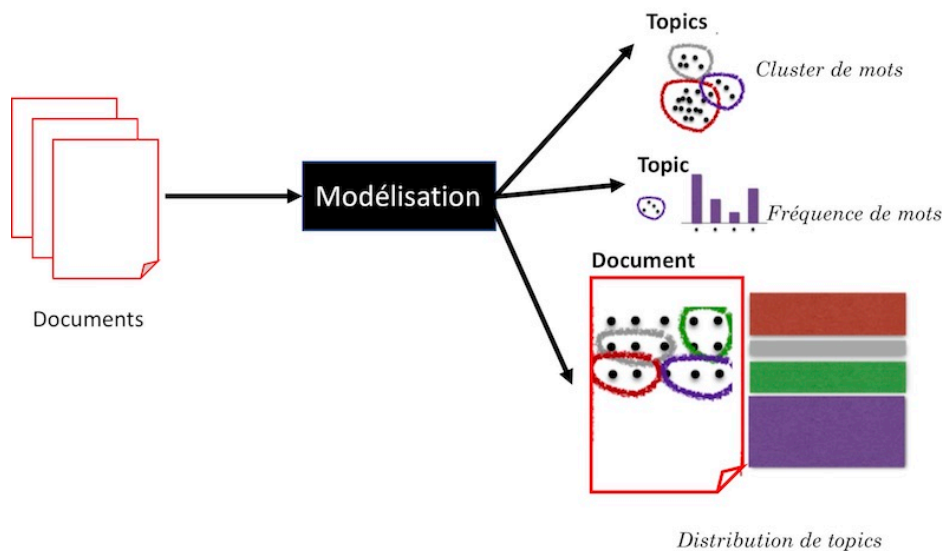 Topics
Cluster de mots
Documents
Modélisation
Topic
Fréquence de mots
Document
Distribution de topics